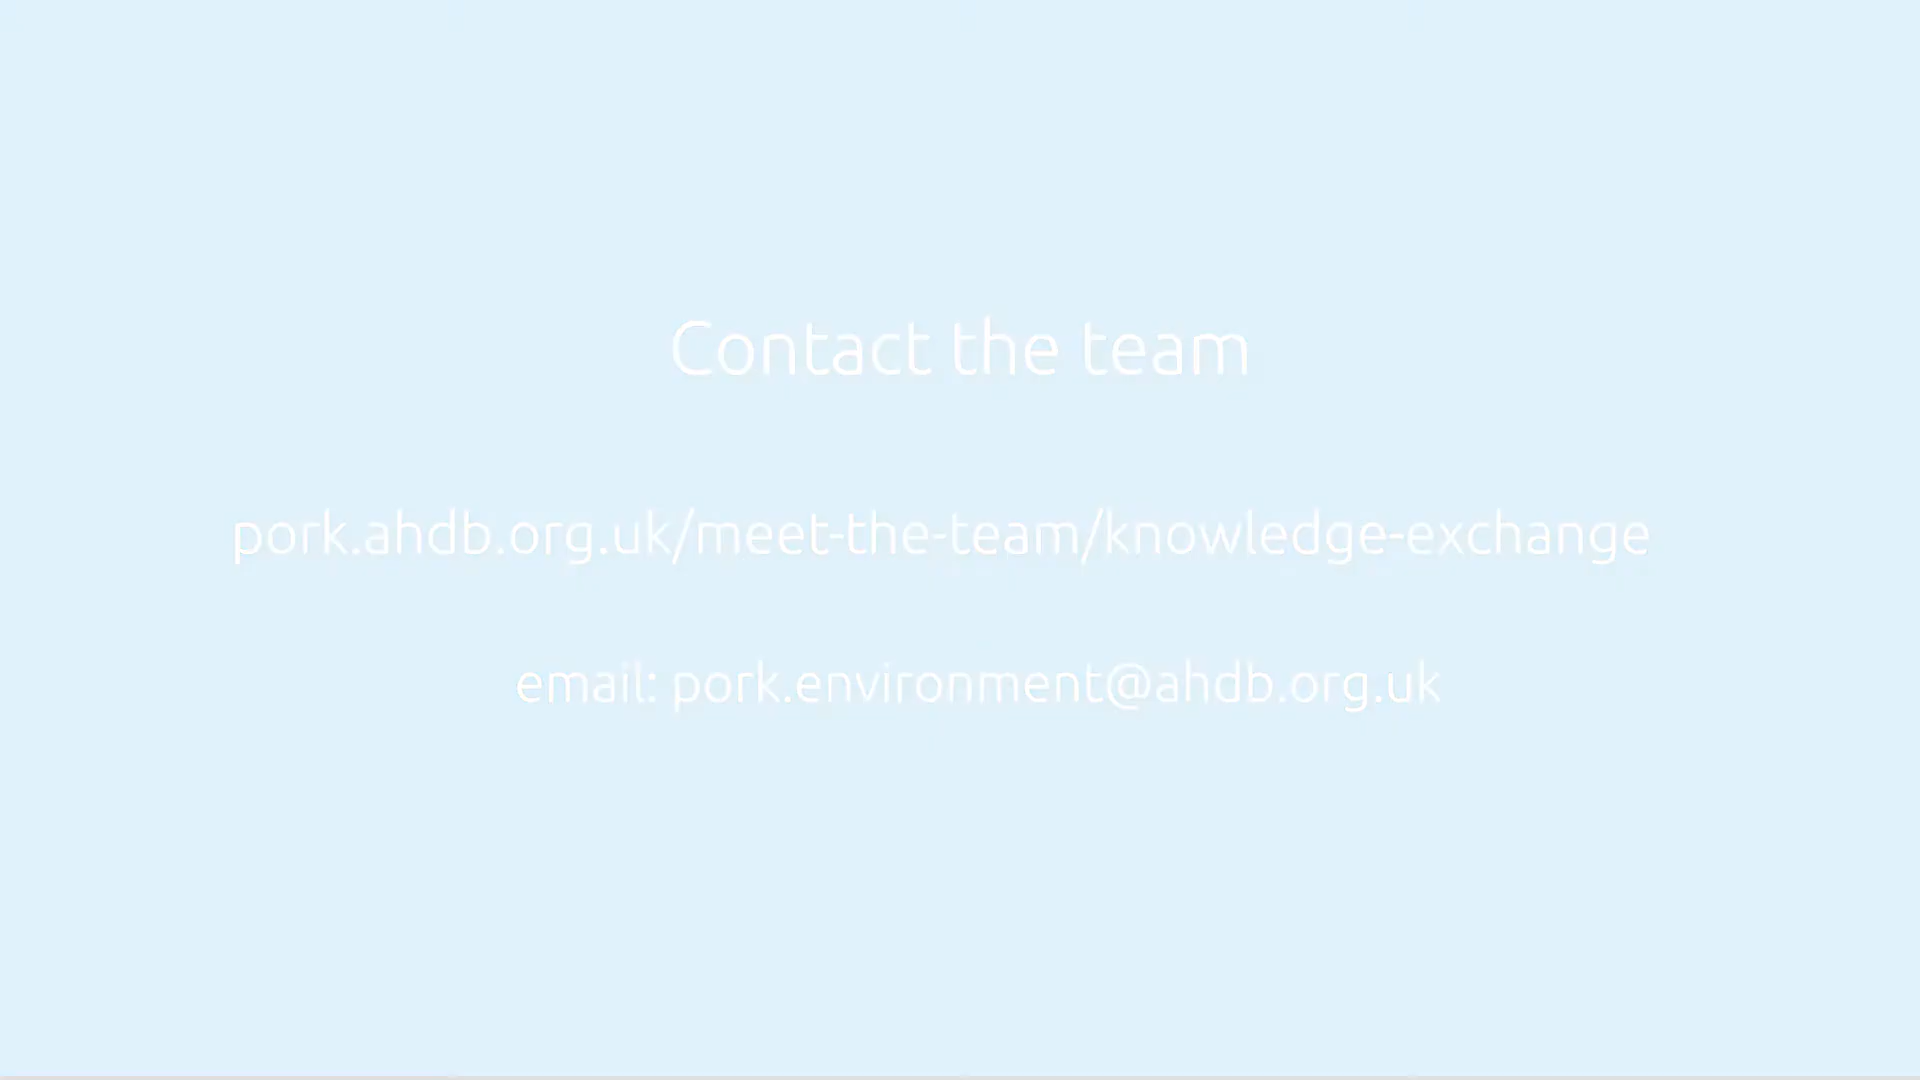 Contact the team
pork.ahdb.org.uk/meet-the-team/knowledge-exchange
email: pork.environment@ahdb.org.uk